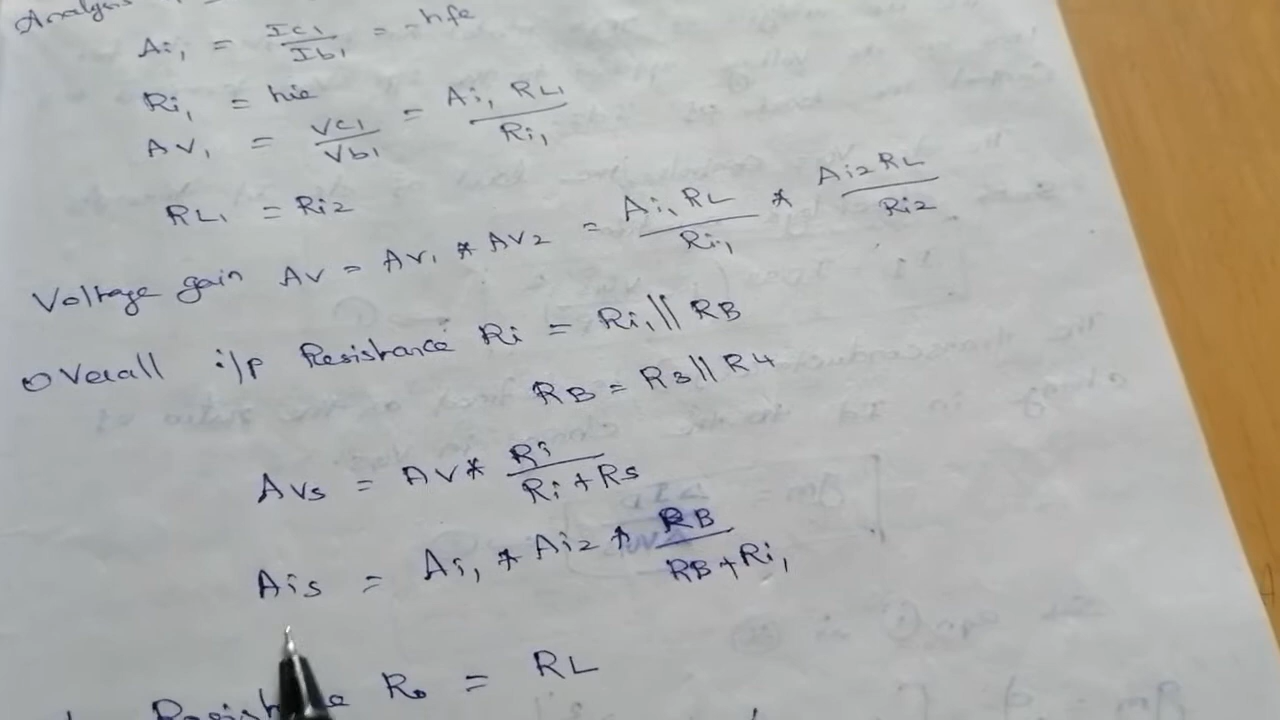 Analysis
Ai1 = Ic1/Ib1 = -hfe
Ri1 = hie
AV1 = Vc1/Vb1 = Ai1 RL1/Ri1
RL1 = Ri2
Voltage gain AV = AV1 * AV2 = Ai1 RL/Ri1 * Ai2 RL/Ri2
Overall i/p Resistance Ri = Ri1 || RB
RB = R3 || R4
AVs = AV * Ri/Ri+Rs
Ais = Ai1 * Ai2 * RB/RB+Ri1
Ro = RL